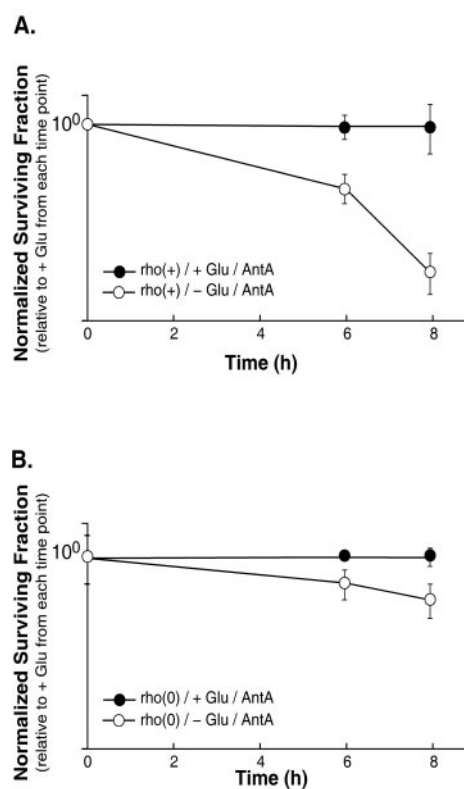 A.
Normalized Surviving Fraction
(relative to + Glu from each time point)
10⁰
rho(+) / + Glu / AntA
rho(+) / − Glu / AntA
0 2 4 6 8
Time (h)
B.
Normalized Surviving Fraction
(relative to + Glu from each time point)
10⁰
rho(0) / + Glu / AntA
rho(0) / − Glu / AntA
0 2 4 6 8
Time (h)